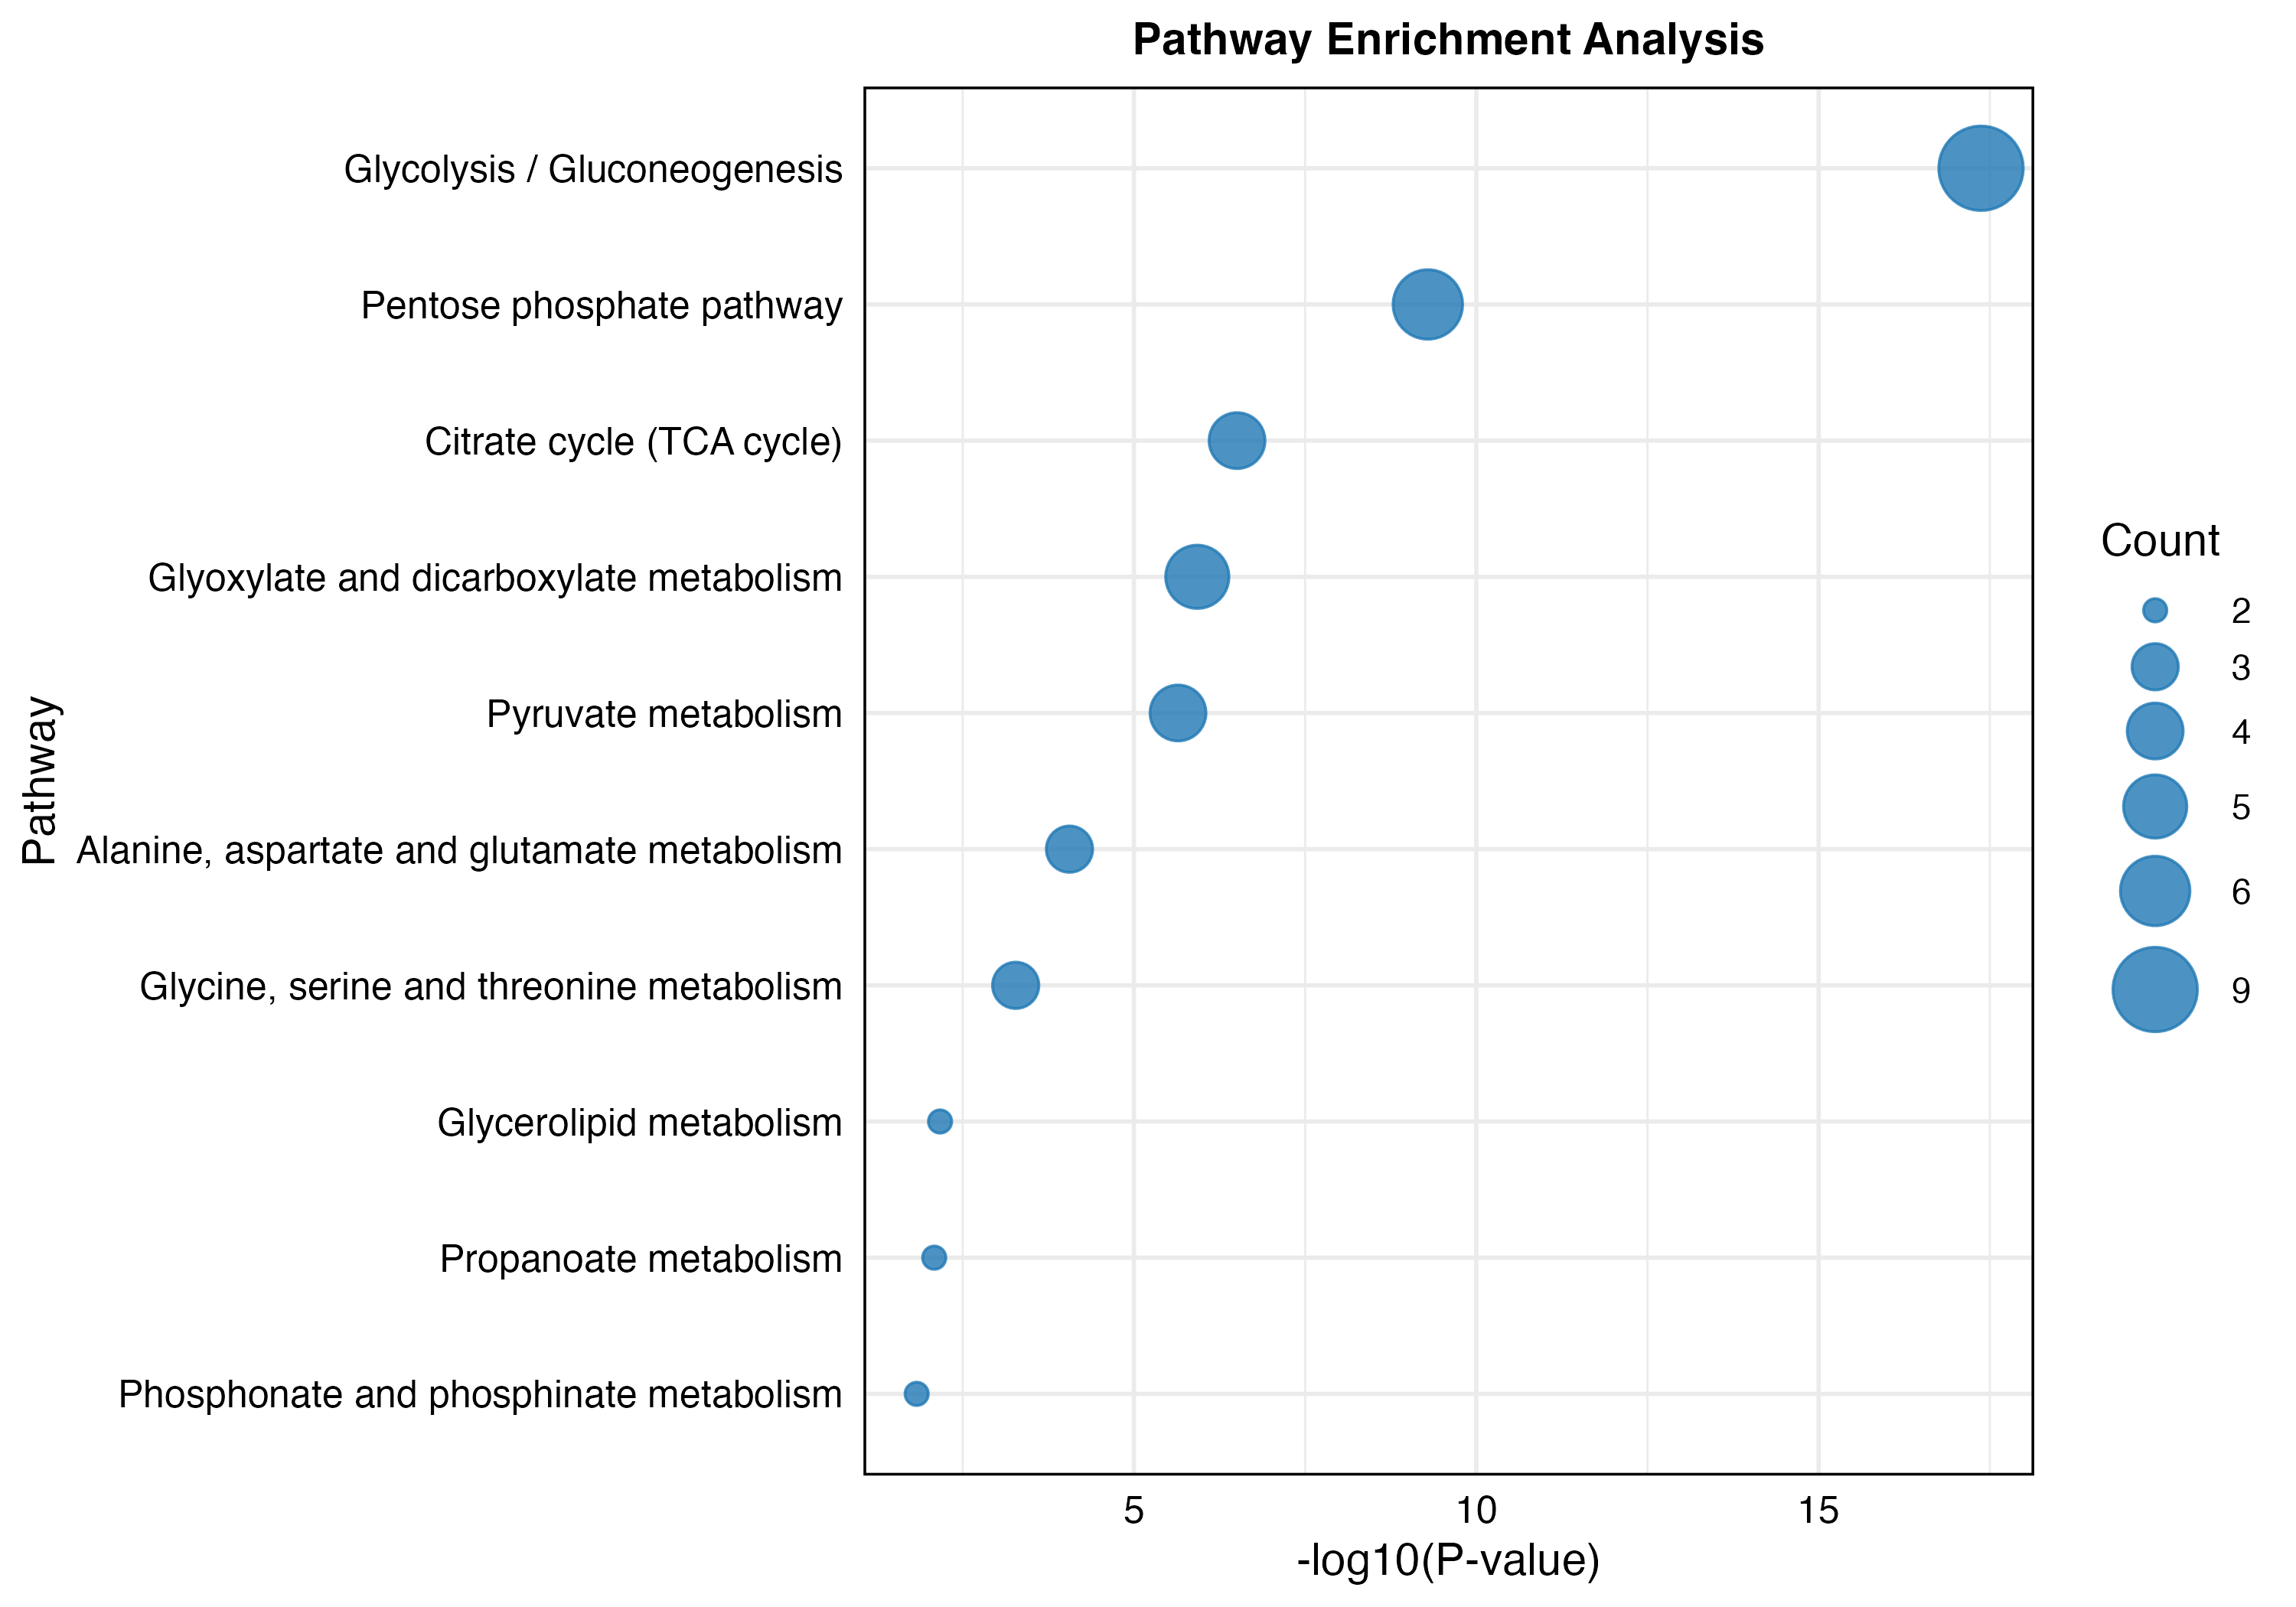 Pathway Enrichment Analysis
Pathway
Glycolysis / Gluconeogenesis
Pentose phosphate pathway
Citrate cycle (TCA cycle)
Glyoxylate and dicarboxylate metabolism
Pyruvate metabolism
Alanine, aspartate and glutamate metabolism
Glycine, serine and threonine metabolism
Glycerolipid metabolism
Propanoate metabolism
Phosphonate and phosphinate metabolism
5 10 15
-log10(P-value)
Count
2
3
4
5
6
9